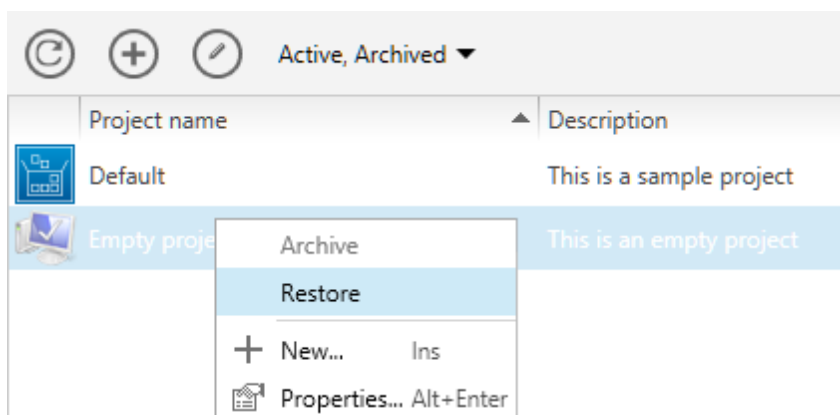 Active, Archived
Project name Description
Default This is a sample project
Empty proje This is an empty project
Archive
Restore
New... Ins
Properties... Alt+Enter